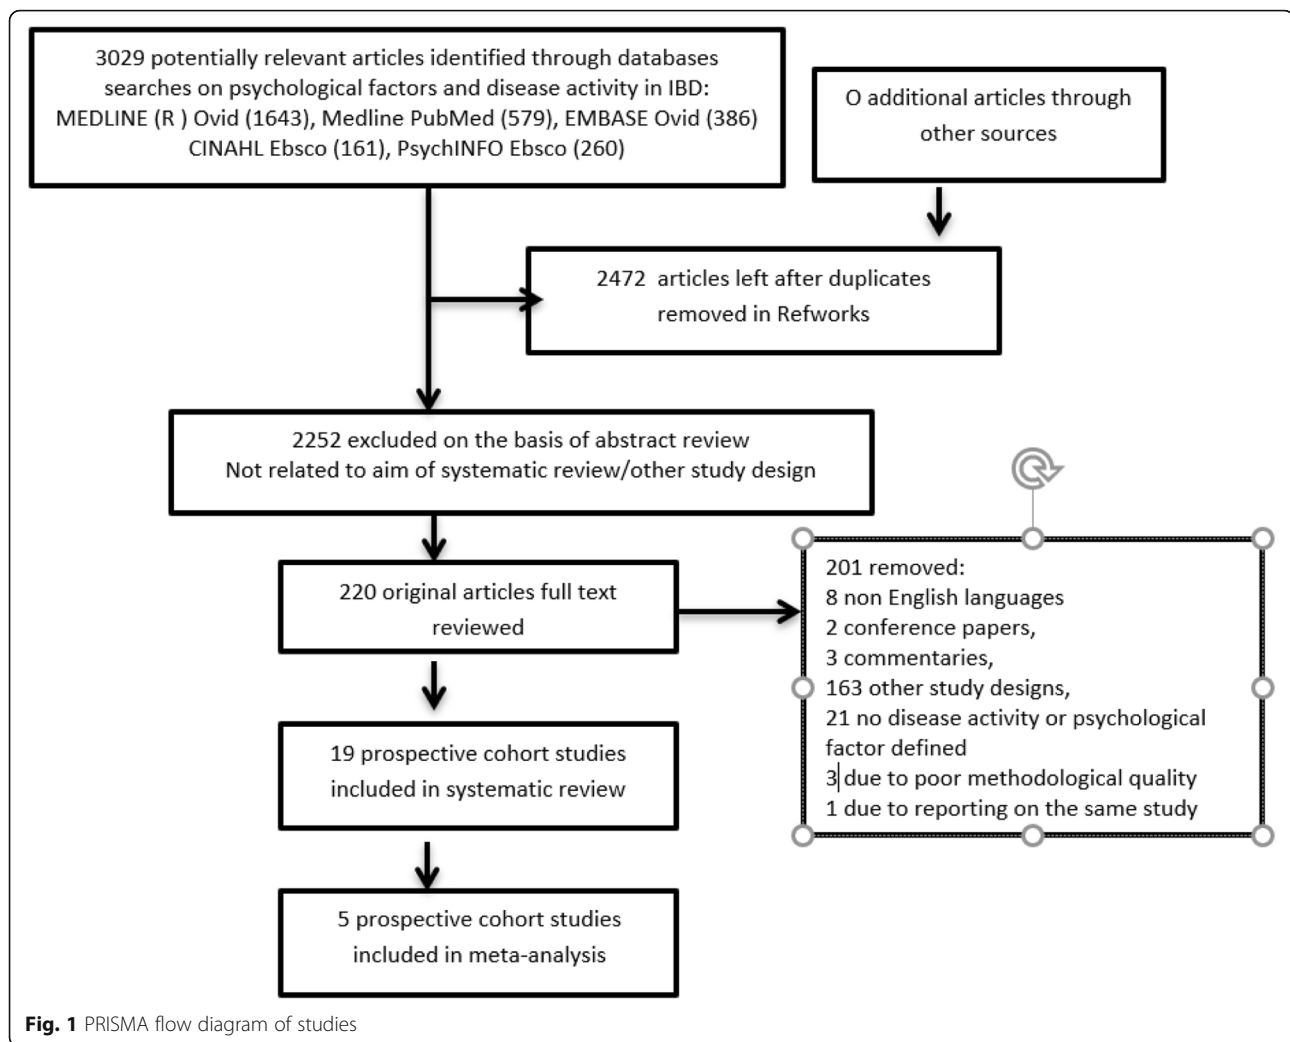 3029 potentially relevant articles identified through databases
searches on psychological factors and disease activity in IBD:
MEDLINE (R ) Ovid (1643), Medline PubMed (579), EMBASE Ovid (386)
CINAHL Ebsco (161), PsychINFO Ebsco (260)
O additional articles through
other sources
2472 articles left after duplicates
removed in Refworks
2252 excluded on the basis of abstract review
Not related to aim of systematic review/other study design
220 original articles full text
reviewed
201 removed:
8 non English languages
2 conference papers,
3 commentaries,
163 other study designs,
21 no disease activity or psychological
factor defined
3 due to poor methodological quality
1 due to reporting on the same study
19 prospective cohort studies
included in systematic review
5 prospective cohort studies
included in meta-analysis
Fig. 1 PRISMA flow diagram of studies